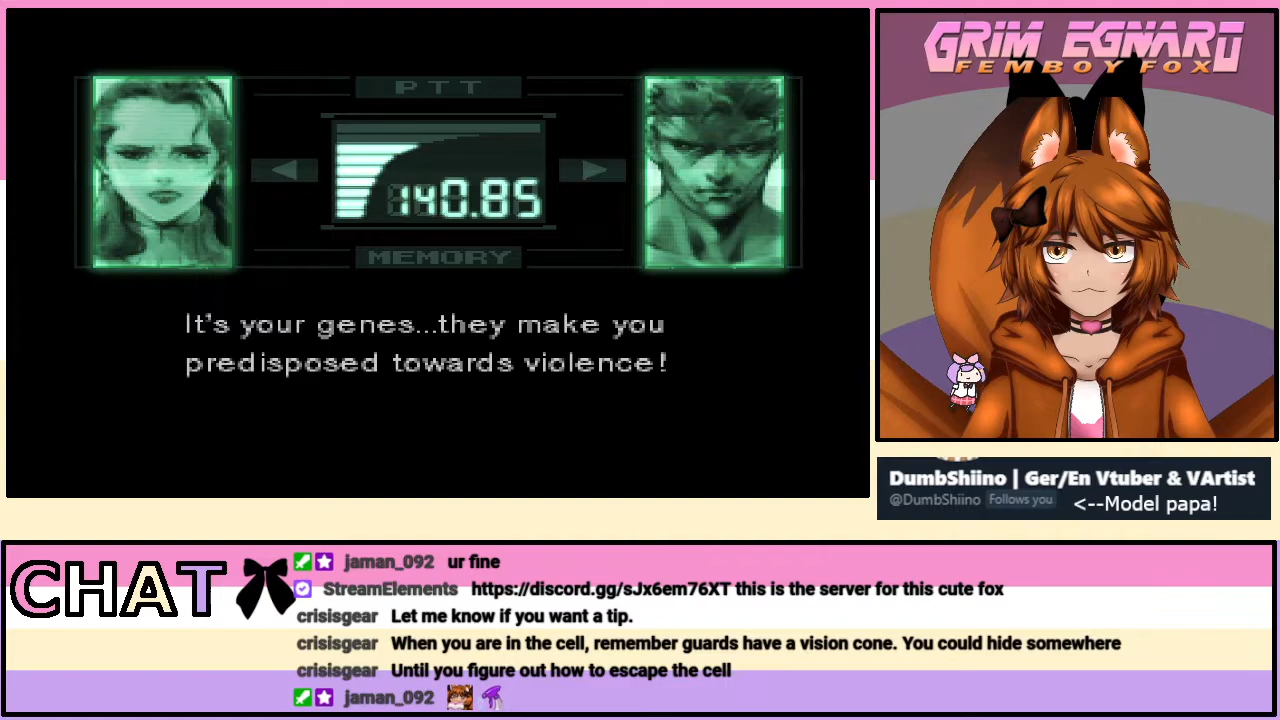 PTT
140.85
MEMORY
It's your genes...they make you
predisposed towards violence!
GRIM EGNART
FEMBOY FOX
DumbShiino | Ger/En Vtuber & VArtist
@DumbShiino Follows you <--Model papa!
CHAT
jaman_092 ur fine
StreamElements https://discord.gg/sJx6em76XT this is the server for this cute fox
crisisgear Let me know if you want a tip.
crisisgear When you are in the cell, remember guards have a vision cone. You could hide somewhere
crisisgear Until you figure out how to escape the cell
jaman_092